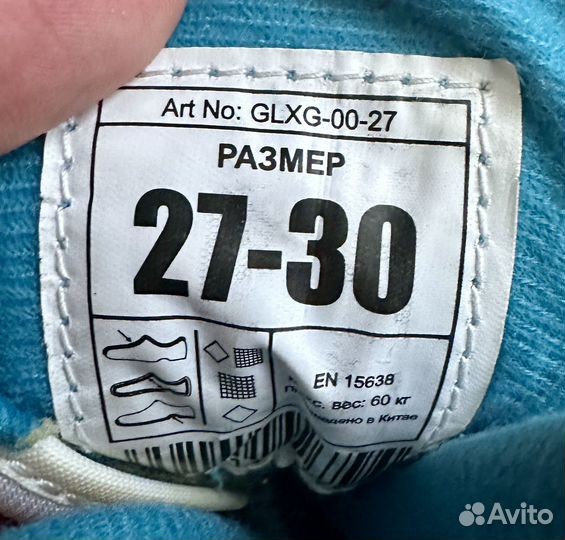 Art No: GLXG-00-27
РАЗМЕР
27-30
EN 15638
вес: 60 кг
в Китае
Avito